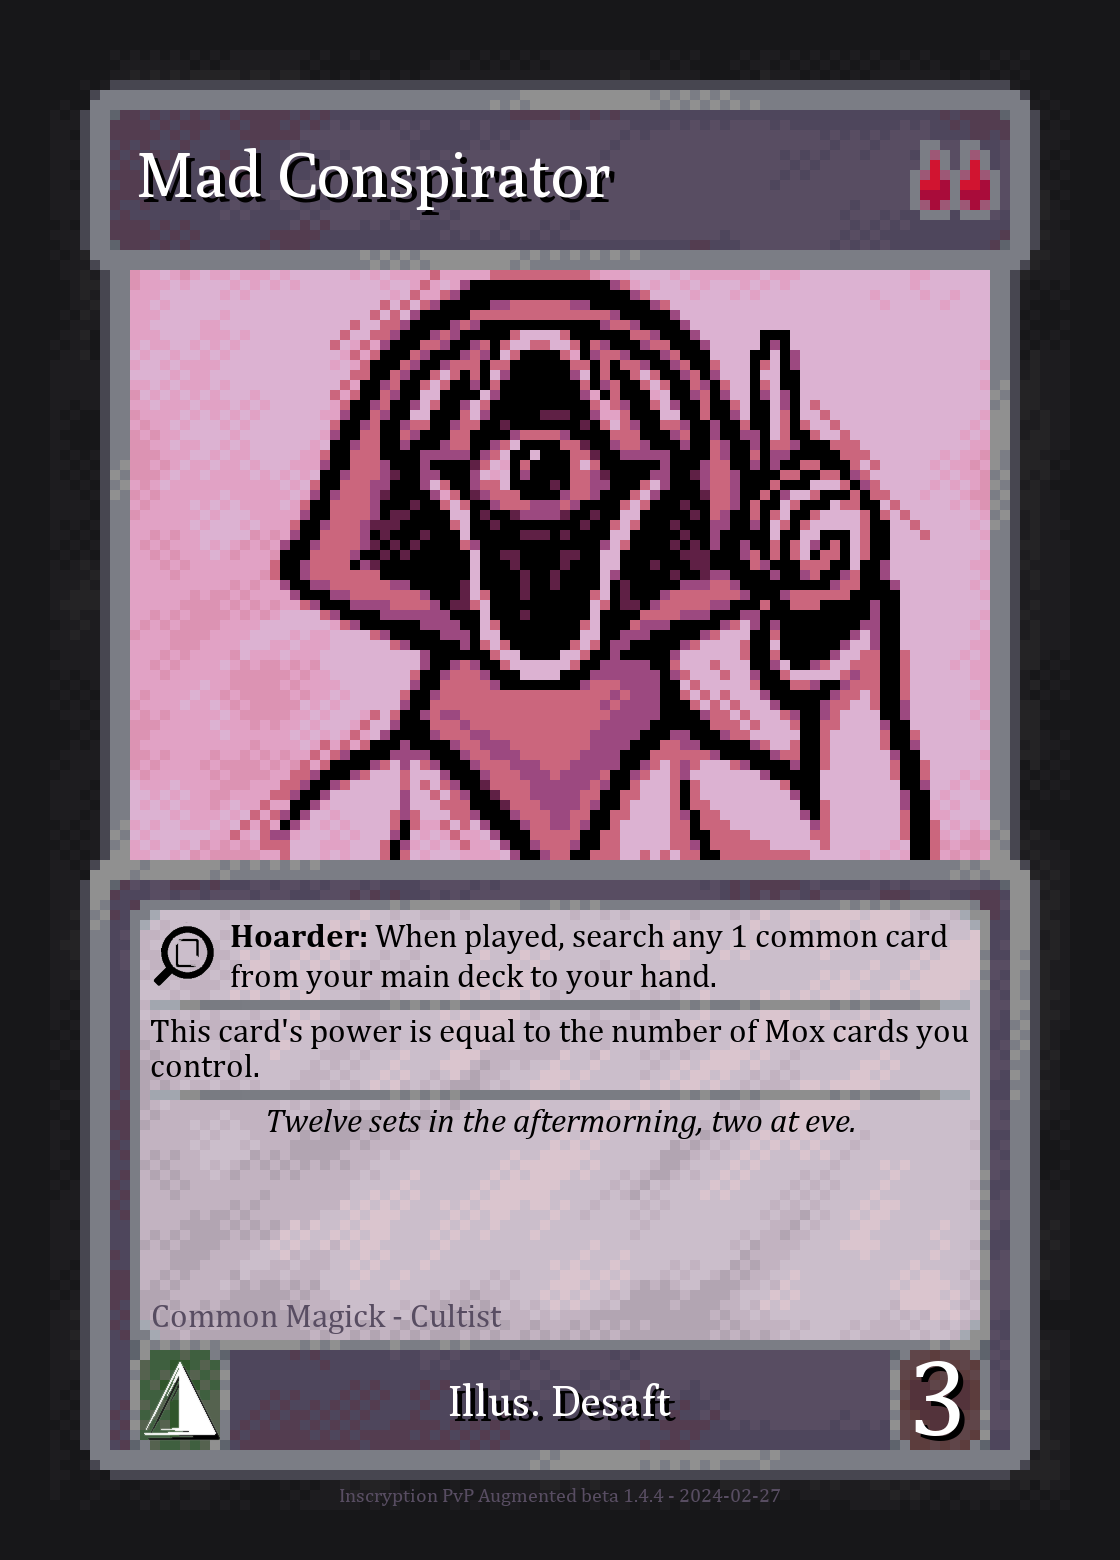 Mad Conspirator
Hoarder: When played, search any 1 common card
from your main deck to your hand.
This card's power is equal to the number of Mox cards you
control.
Twelve sets in the aftermorning, two at eve.
Common Magick - Cultist
Illus. Desaft
3
Inscryption PvP Augmented beta 1.4.4 - 2024-02-27